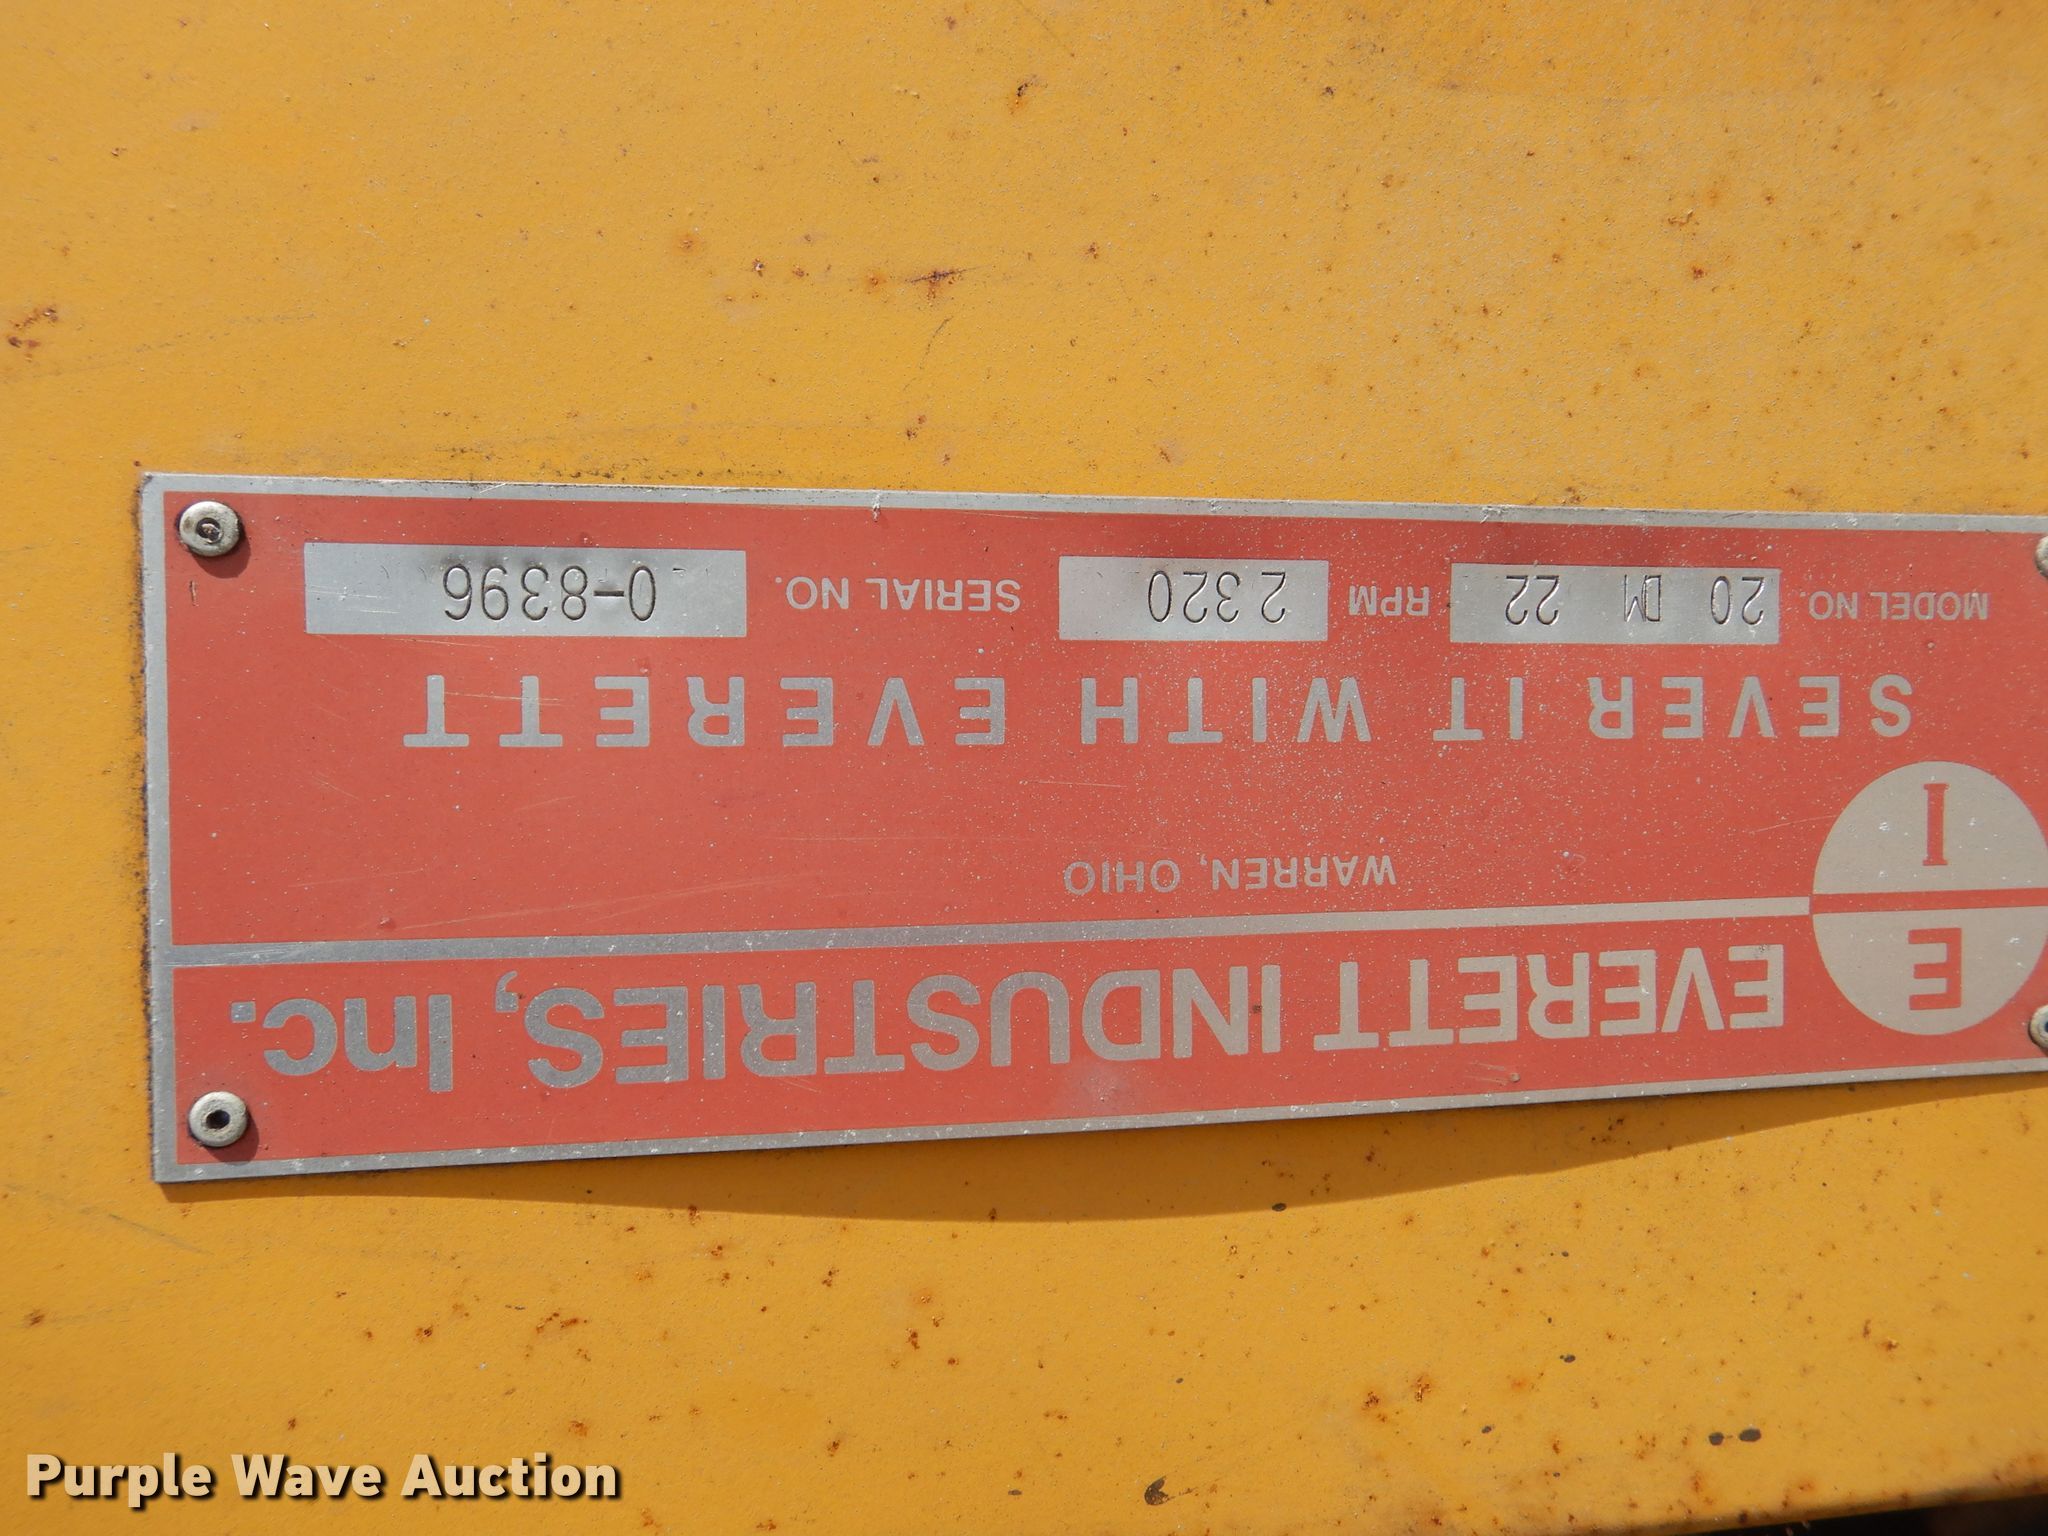 E EVERETT INDUSTRIES, Inc.
I WARREN, OHIO
SEVER IT WITH EVERETT
MODEL NO. 20 DM 22 RPM 2320 SERIAL NO. 0-8396
Purple Wave Auction